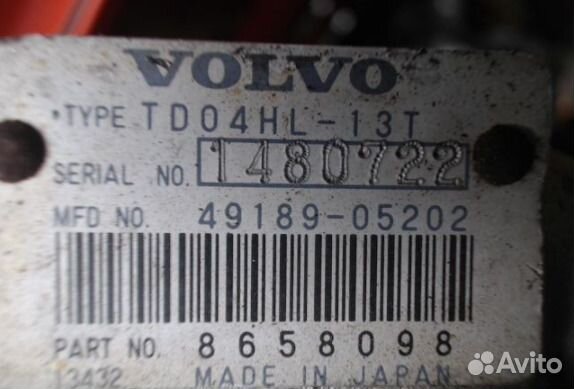 VOLVO
TYPE TD04HL-13T
SERIAL NO. 1480722
MFD NO. 49189-05202
PART NO. 8658098
13432 MADE IN JAPAN
Avito